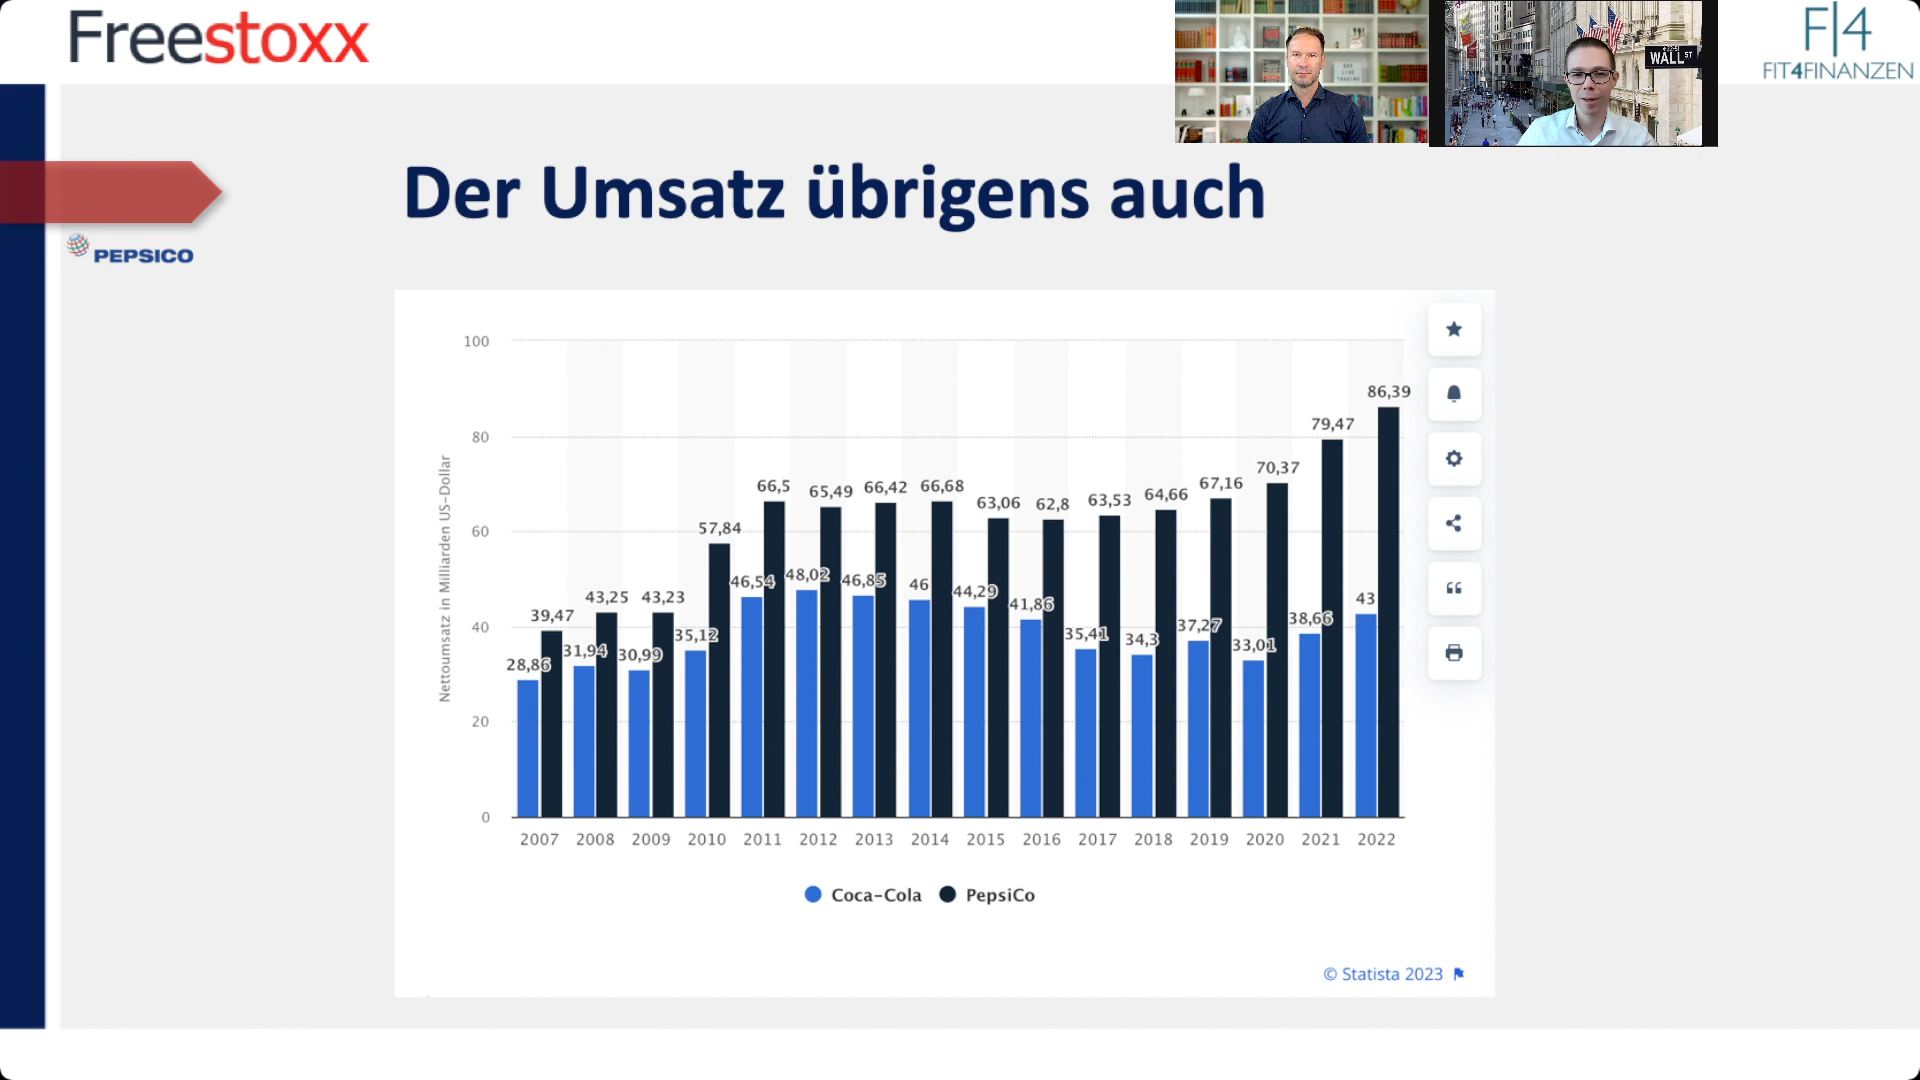 Freestoxx
WALL ST
F|4
FIT4FINANZEN
Der Umsatz übrigens auch
PEPSICO
Nettoumsatz in Milliarden US-Dollar
100
80
60
40
20
0
28,86 39,47
31,94 43,25
30,99 43,23
35,12 57,84
46,54 66,5
48,02 65,49
46,85 66,42
46 66,68
44,29 63,06
41,86 62,8
35,41 63,53
34,3 64,66
37,27 67,16
33,01 70,37
38,66 79,47
43 86,39
2007 2008 2009 2010 2011 2012 2013 2014 2015 2016 2017 2018 2019 2020 2021 2022
Coca-Cola PepsiCo
© Statista 2023